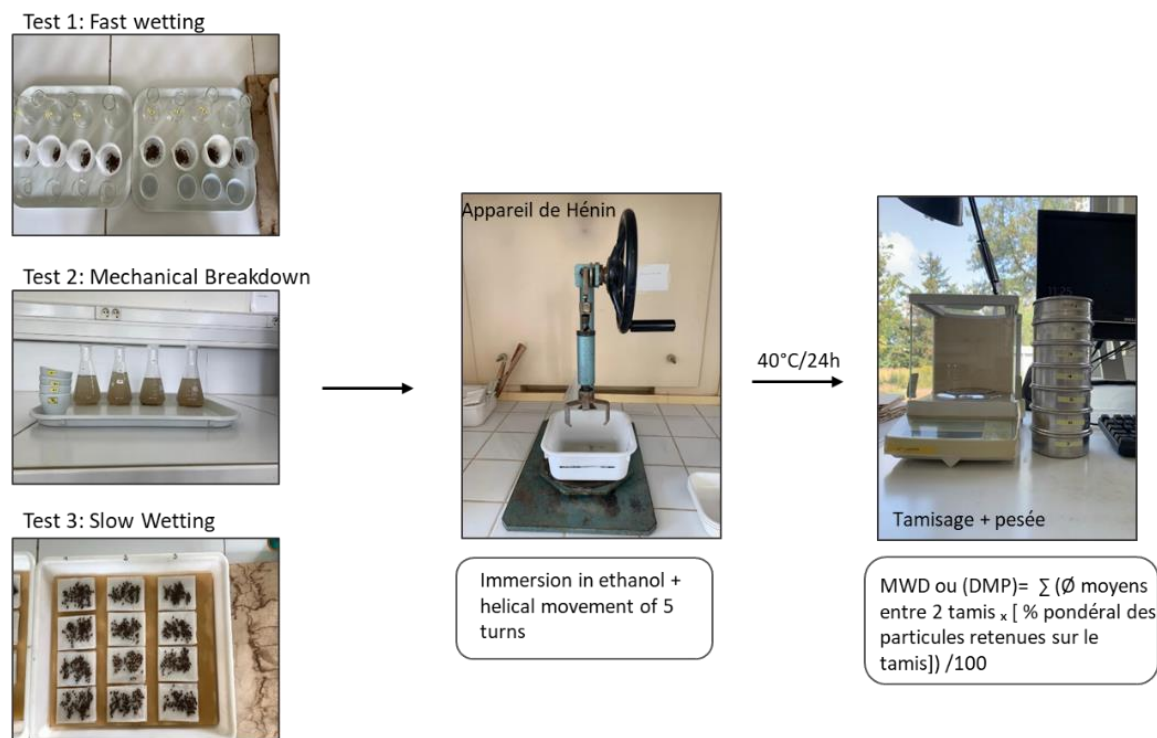 Test 1: Fast wetting
Test 2: Mechanical Breakdown
Test 3: Slow Wetting
Appareil de Hénin
Immersion in ethanol +
helical movement of 5
turns
40°C/24h
Tamisage + pesée
MWD ou (DMP)= ∑ (Ø moyens
entre 2 tamis x [ % pondéral des
particules retenues sur le
tamis]) /100